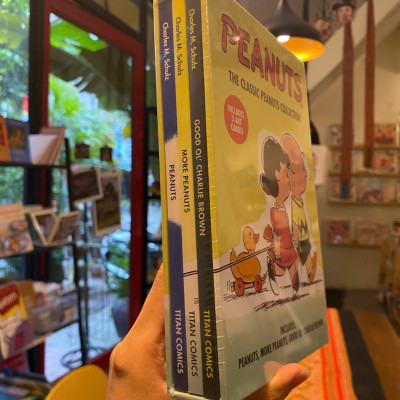 Charles M. Schulz
PEANUTS
TITAN COMICS
Charles M. Schulz
MORE PEANUTS
TITAN COMICS
Charles M. Schulz
GOOD OL' CHARLIE BROWN
TITAN COMICS
PEANUTS
THE CLASSIC PEANUTS COLLECTION
INCLUDES
3 ART
CARDS!
INCLUDES
PEANUTS, MORE PEANUTS, GOOD OL' CHARLIE BROWN